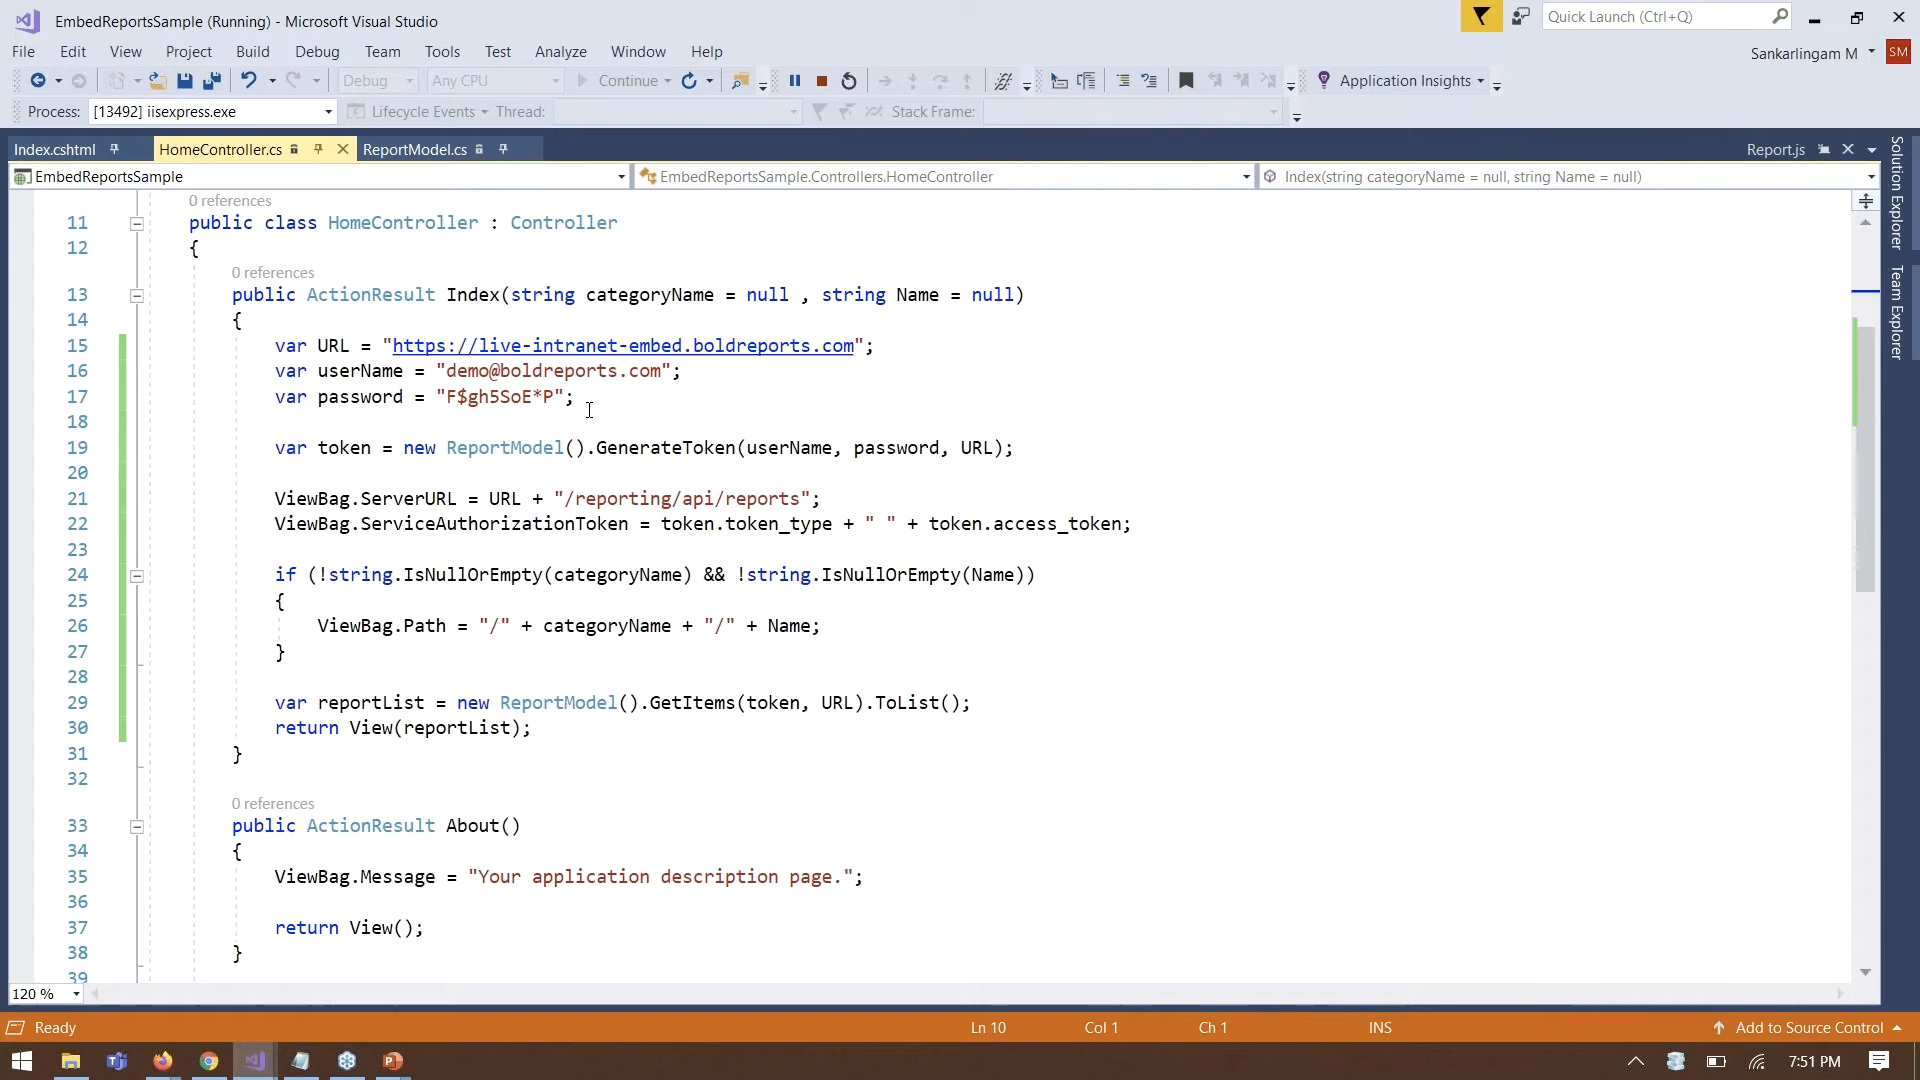 EmbedReportsSample (Running) - Microsoft Visual Studio
Quick Launch (Ctrl+Q)
File Edit View Project Build Debug Team Tools Test Analyze Window Help
Sankarlingam M SM
Debug Any CPU Continue Application Insights
Process: [13492] iisexpress.exe Lifecycle Events Thread: Stack Frame:
Index.cshtml HomeController.cs ReportModel.cs Report.js
EmbedReportsSample EmbedReportsSample.Controllers.HomeController Index(string categoryName = null, string Name = null)
0 references
11 public class HomeController : Controller
12 {
0 references
13 public ActionResult Index(string categoryName = null , string Name = null)
14 {
15 var URL = "https://live-intranet-embed.boldreports.com";
16 var userName = "demo@boldreports.com";
17 var password = "F$gh5SoE*P";
18
19 var token = new ReportModel().GenerateToken(userName, password, URL);
20
21 ViewBag.ServerURL = URL + "/reporting/api/reports";
22 ViewBag.ServiceAuthorizationToken = token.token_type + " " + token.access_token;
23
24 if (!string.IsNullOrEmpty(categoryName) && !string.IsNullOrEmpty(Name))
25 {
26 ViewBag.Path = "/" + categoryName + "/" + Name;
27 }
28
29 var reportList = new ReportModel().GetItems(token, URL).ToList();
30 return View(reportList);
31 }
32
0 references
33 public ActionResult About()
34 {
35 ViewBag.Message = "Your application description page.";
36
37 return View();
38 }
39
Solution Explorer
Team Explorer
120 %
Ready Ln 10 Col 1 Ch 1 INS Add to Source Control
7:51 PM